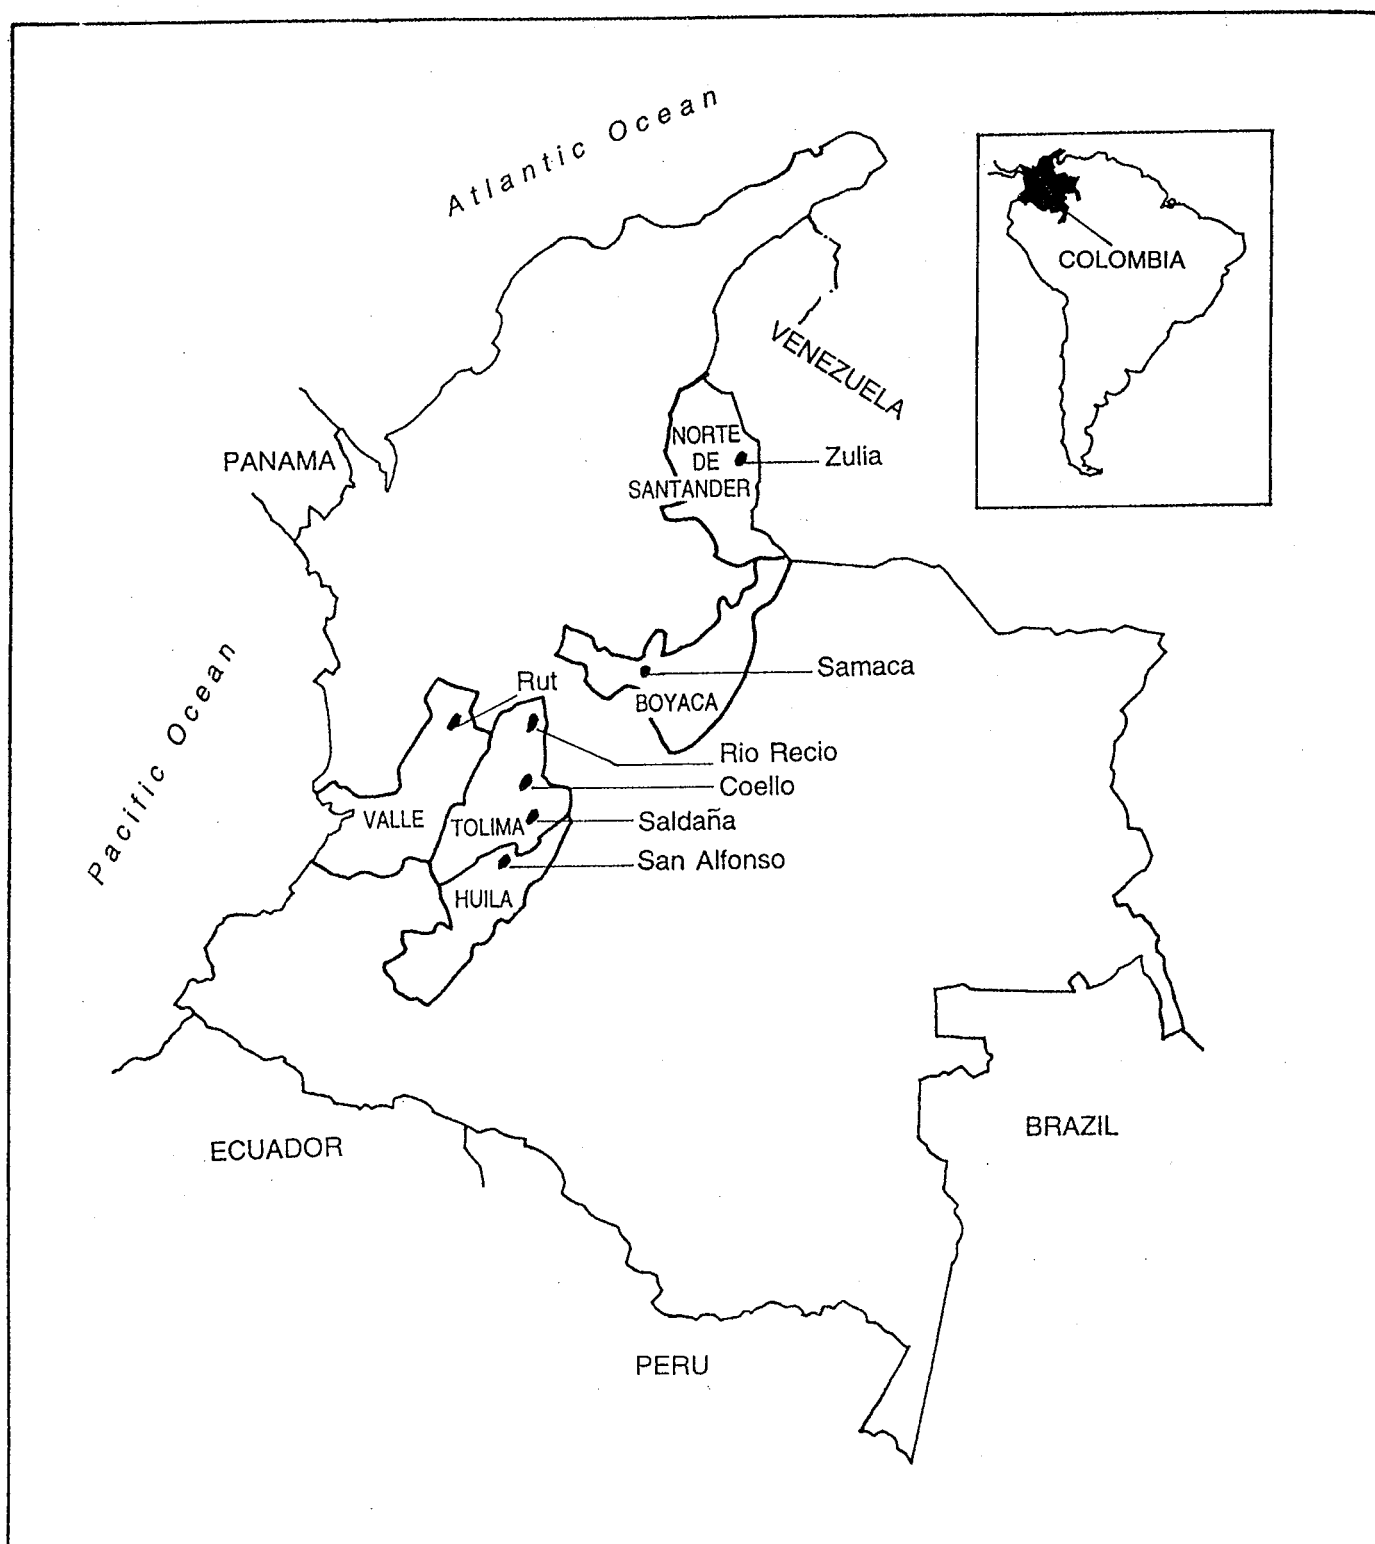 Atlantic Ocean
COLOMBIA
VENEZUELA
PANAMA
NORTE
DE
SANTANDER
Zulia
Pacific Ocean
Samaca
BOYACA
Rut
Rio Recio
Coello
VALLE
TOLIMA
Saldaña
San Alfonso
HUILA
ECUADOR
BRAZIL
PERU